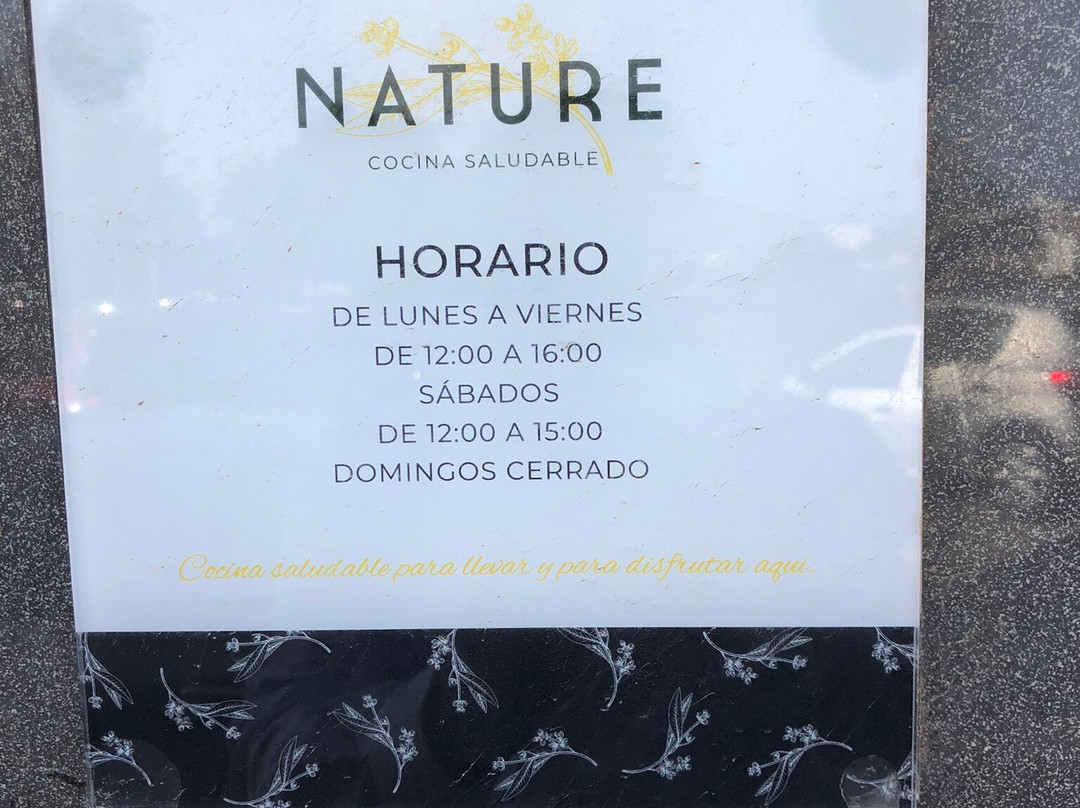 NATURE
COCINA SALUDABLE
HORARIO
DE LUNES A VIERNES
DE 12:00 A 16:00
SÁBADOS
DE 12:00 A 15:00
DOMINGOS CERRADO
Cocina saludable para llevar y para disfrutar aquí.